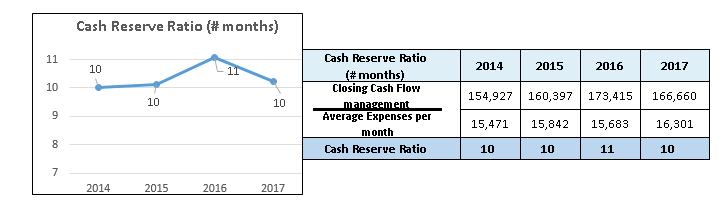 Cash Reserve Ratio (# months)
11
10
9
8
7
10
10
11
10
2014 2015 2016 2017
Cash Reserve Ratio
(# months)
2014 2015 2016 2017
Closing Cash Flow
management
154,927 160,397 173,415 166,660
Average Expenses per
month
15,471 15,842 15,683 16,301
Cash Reserve Ratio 10 10 11 10